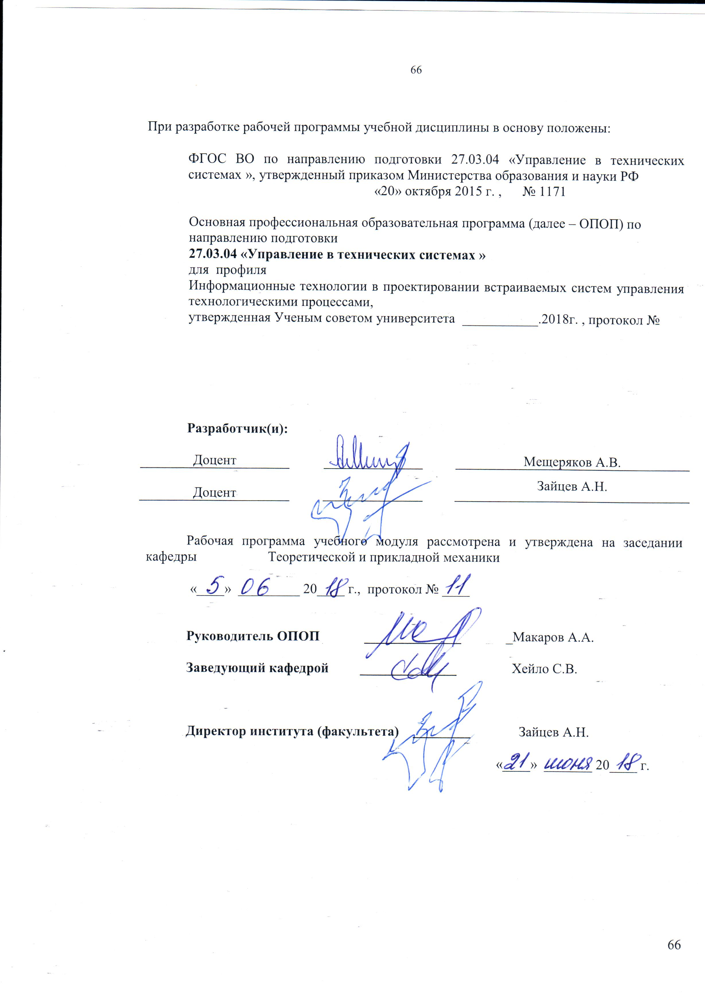 66
При разработке рабочей программы учебной дисциплины в основу положены:
ФГОС ВО по направлению подготовки 27.03.04 «Управление в технических
системах », утвержденный приказом Министерства образования и науки РФ
«20» октября 2015 г. , № 1171
Основная профессиональная образовательная программа (далее – ОПОП) по
направлению подготовки
27.03.04 «Управление в технических системах »
для профиля
Информационные технологии в проектировании встраиваемых систем управления
технологическими процессами,
утвержденная Ученым советом университета ___________.2018г. , протокол №
Разработчик(и):
Доцент Мещеряков А.В.
Доцент Зайцев А.Н.
Рабочая программа учебного модуля рассмотрена и утверждена на заседании
кафедры Теоретической и прикладной механики
«5» 06 2018 г., протокол № 11
Руководитель ОПОП _Макаров А.А.
Заведующий кафедрой Хейло С.В.
Директор института (факультета) Зайцев А.Н.
«21» июня 2018 г.
66